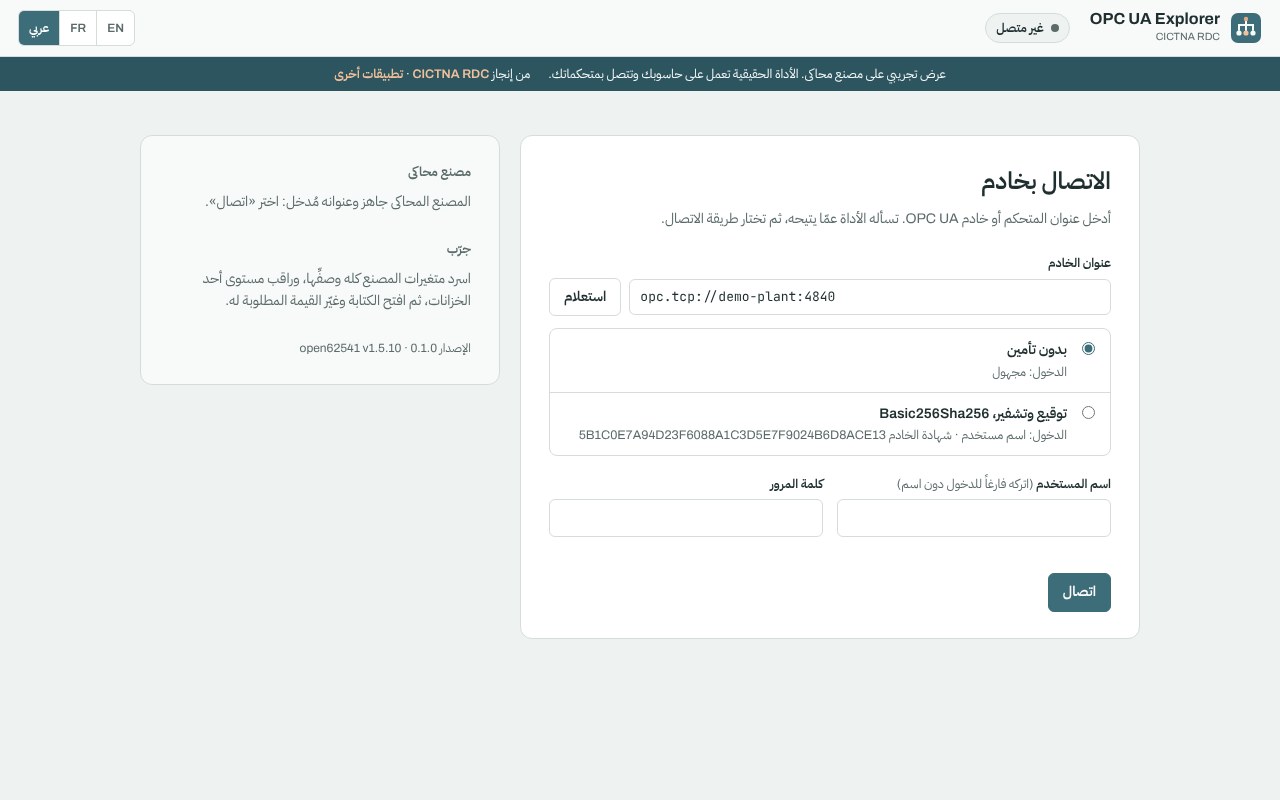 OPC UA Explorer
CICTNA RDC
غير متصل
EN
FR
عربي
عرض تجريبي على مصنع محاكى. الأداة الحقيقية تعمل على حاسوبك وتتصل بمتحكماتك.
من إنجاز CICTNA RDC · تطبيقات أخرى
الاتصال بخادم
أدخل عنوان المتحكم أو خادم OPC UA. تسأله الأداة عمّا يتيحه، ثم تختار طريقة الاتصال.
عنوان الخادم
opc.tcp://demo-plant:4840
استعلام
بدون تأمين
الدخول: مجهول
توقيع وتشفير، Basic256Sha256
الدخول: اسم مستخدم · شهادة الخادم 5B1C0E7A94D23F6088A1C3D5E7F9024B6D8ACE13
اسم المستخدم (اتركه فارغاً للدخول دون اسم)
كلمة المرور
اتصال
مصنع محاكى
المصنع المحاكى جاهز وعنوانه مُدخل: اختر «اتصال».
جرّب
اسرد متغيرات المصنع كله وصفِّها، وراقب مستوى أحد
الخزانات، ثم افتح الكتابة وغيّر القيمة المطلوبة له.
الإصدار 0.1.0 · open62541 v1.5.10